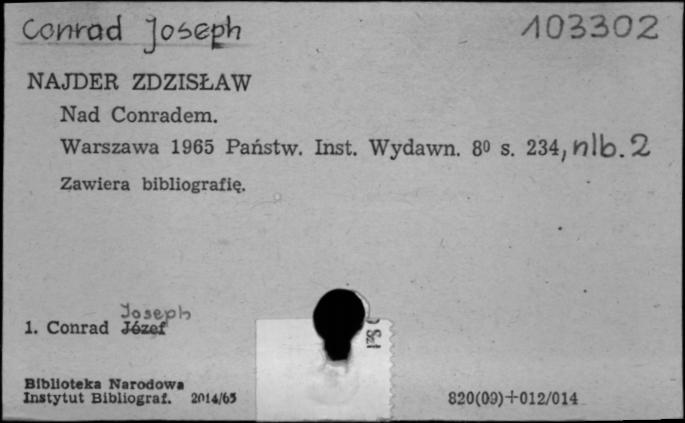 Conrad Joseph 103302
NAJDER ZDZISŁAW
Nad Conradem.
Warszawa 1965 Państw. Inst. Wydawn. 8⁰ s. 234, nlb. 2
Zawiera bibliografię.
Joseph
1. Conrad Józef
Biblioteka Narodowa
Instytut Bibliograf. 2014/65 820(09)+012/014